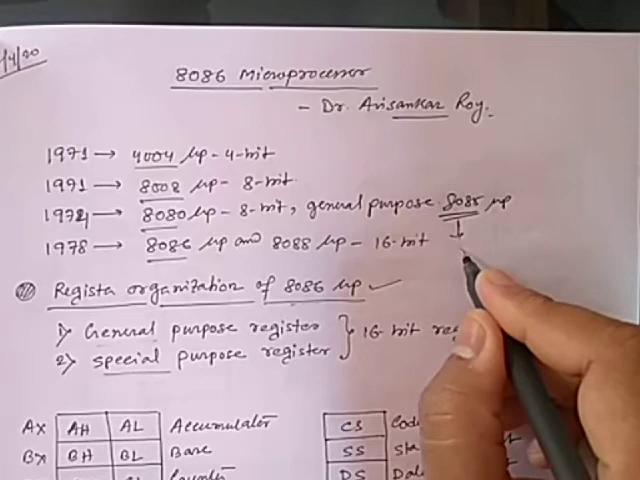 8086 Microprocessor
- Dr. Arisankar Roy.
1971 → 4004 μp - 4-bit
1971 → 8008 μp - 8-bit.
1974 → 8080 μp - 8-bit, general purpose 8085 μp
1978 → 8086 μp and 8088 μp - 16-bit
Register organization of 8086 μp
1) General purpose register
2) special purpose register
16-bit
AX AH AL Accumulator CS
BX BH BL Base SS
DS